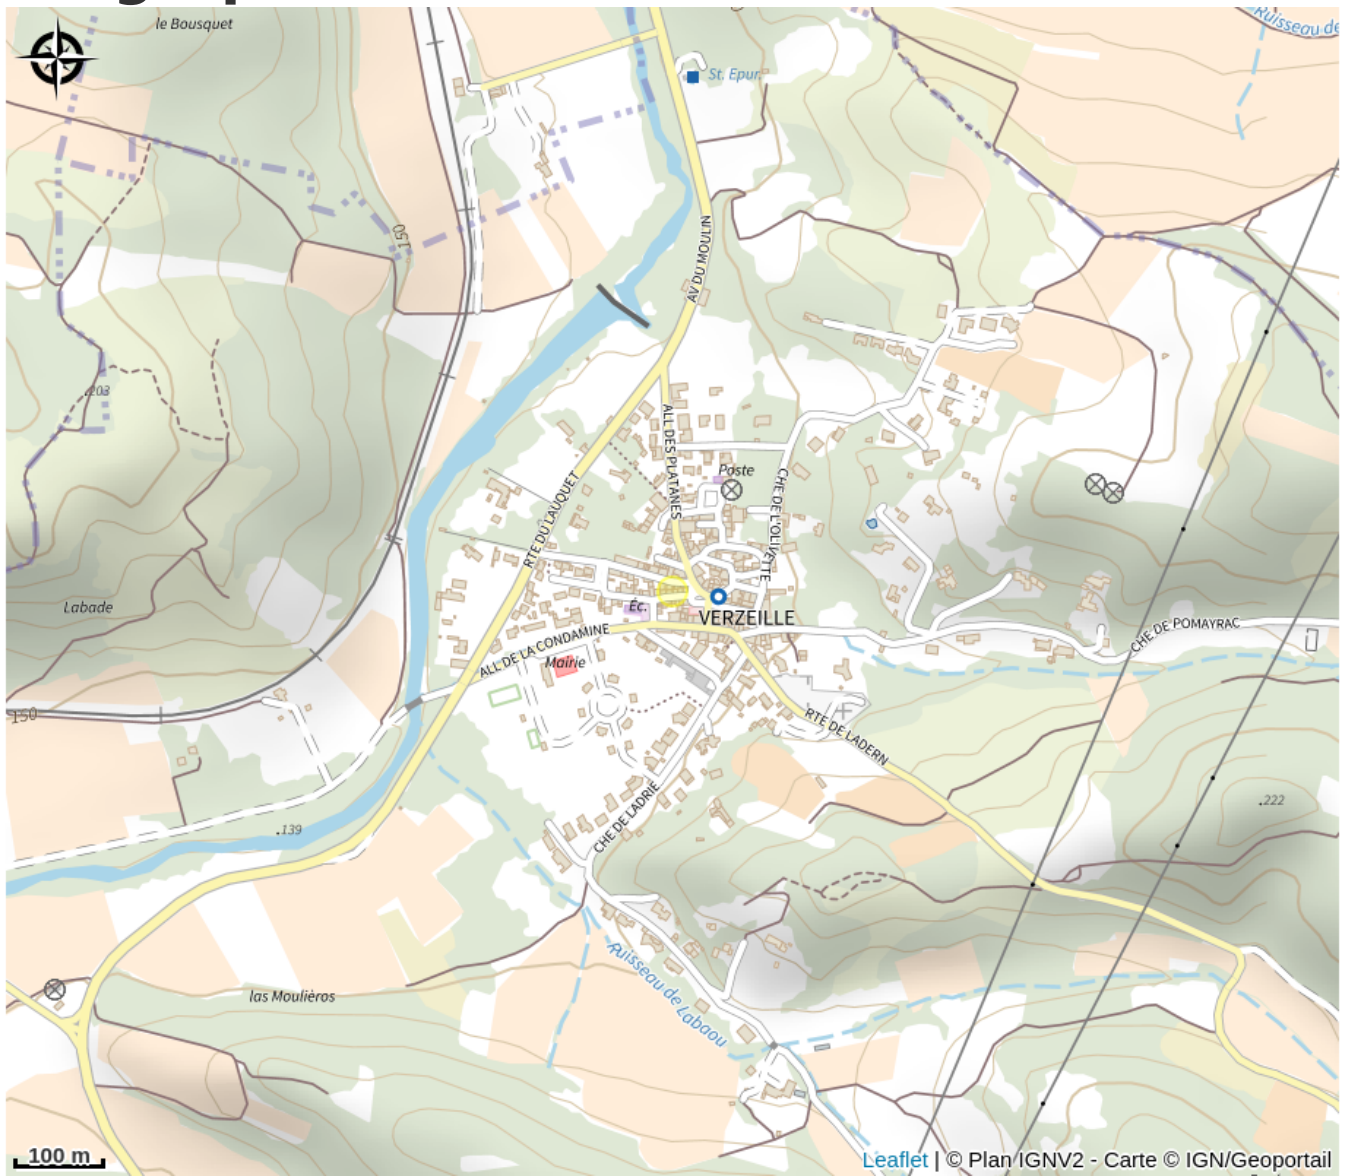 le Bousquet
Ruisseau de
St. Epur.
150
AV DU MOULIN
203
ALL DES PLATANES
Poste
CHE DE L'OLIVETTE
RTE DU LAUQUET
Labade
Éc.
VERZEILLE
CHE DE POMAYRAC
ALL DE LA CONDAMINE
Mairie
150
RTE DE LADERN
.222
CHE DE LADRIE
.139
Ruisseau de Labaou
las Moulièros
100 m
Leaflet | © Plan IGNV2 - Carte © IGN/Geoportail